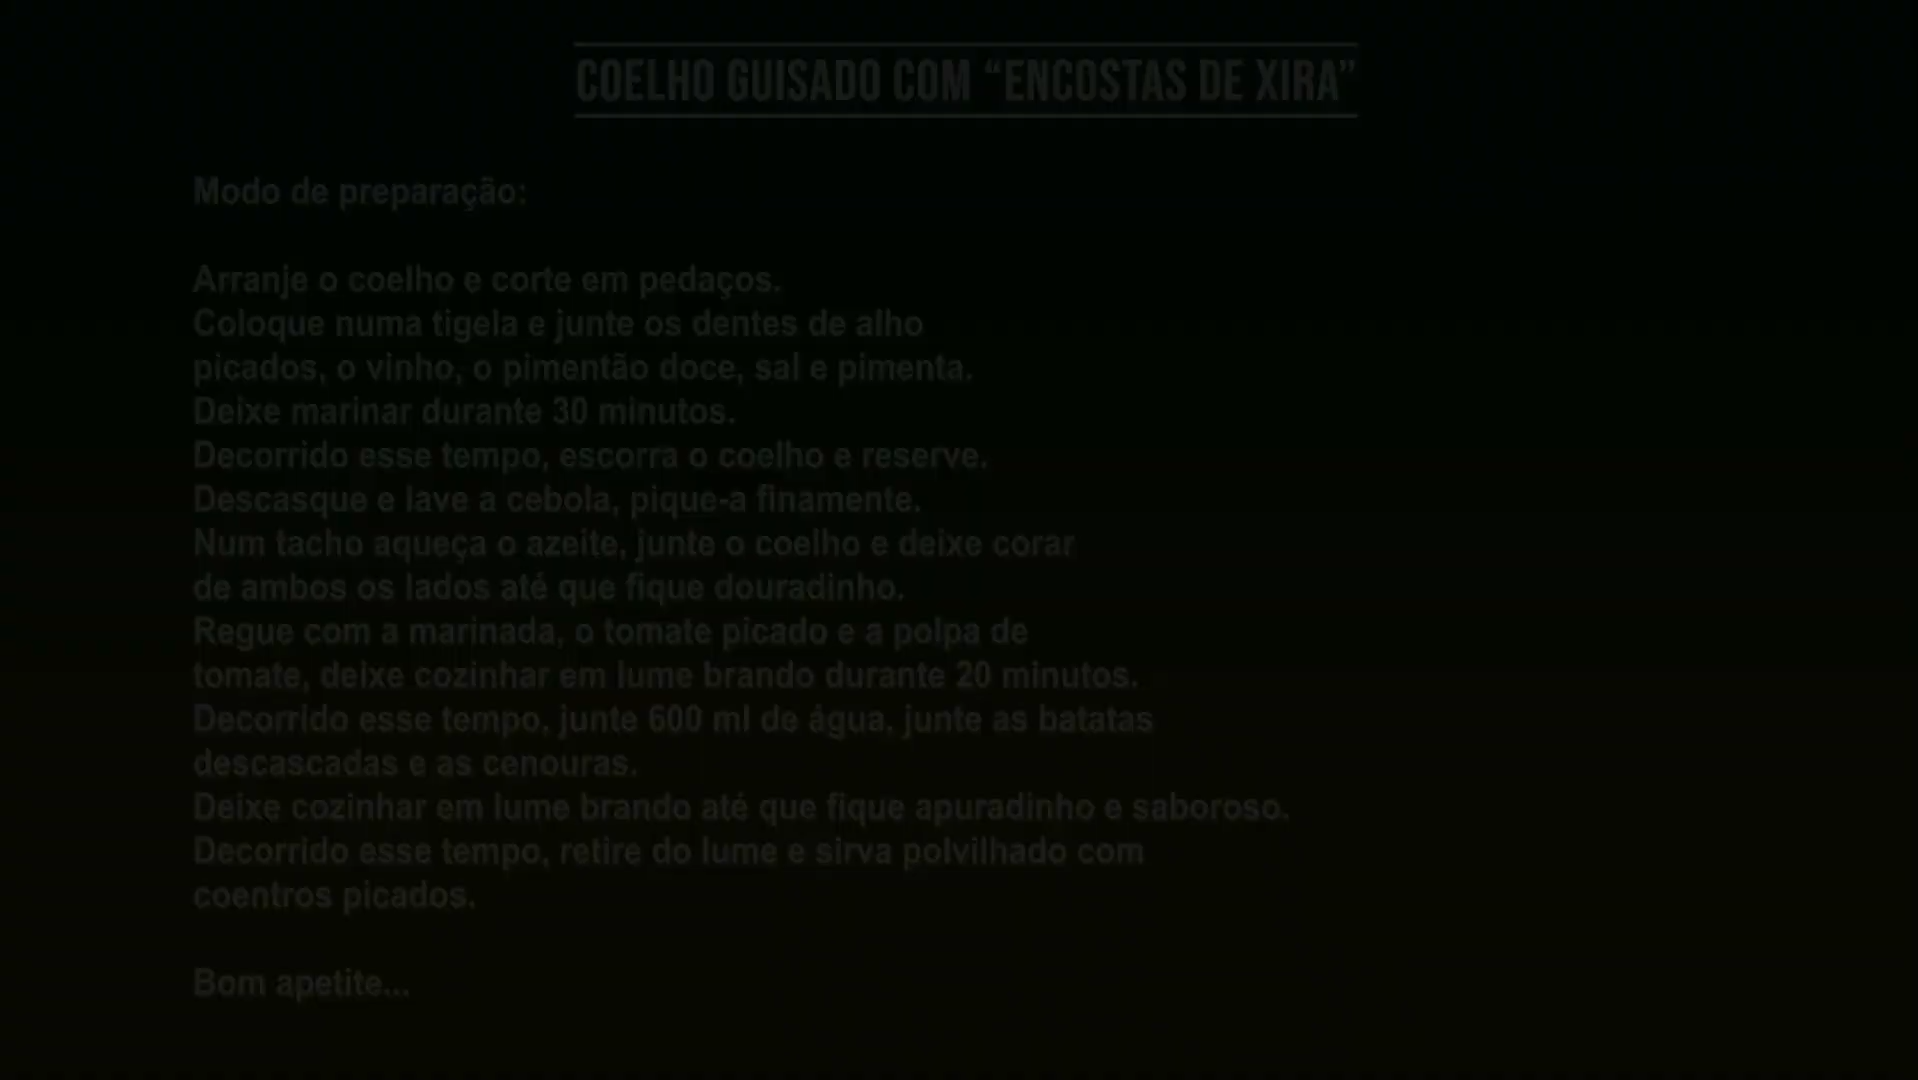 COELHO GUISADO COM “ENCOSTAS DE XIRA”
Modo de preparação:
Arranje o coelho e corte em pedaços.
Coloque numa tigela e junte os dentes de alho
picados, o vinho, o pimentão doce, sal e pimenta.
Deixe marinar durante 30 minutos.
Decorrido esse tempo, escorra o coelho e reserve.
Descasque e lave a cebola, pique-a finamente.
Num tacho aqueça o azeite, junte o coelho e deixe corar
de ambos os lados até que fique douradinho.
Regue com a marinada, o tomate picado e a polpa de
tomate, deixe cozinhar em lume brando durante 20 minutos.
Decorrido esse tempo, junte 600 ml de água. junte as batatas
descascadas e as cenouras.
Deixe cozinhar em lume brando até que fique apuradinho e saboroso.
Decorrido esse tempo, retire do lume e sirva polvilhado com
coentros picados.
Bom apetite...